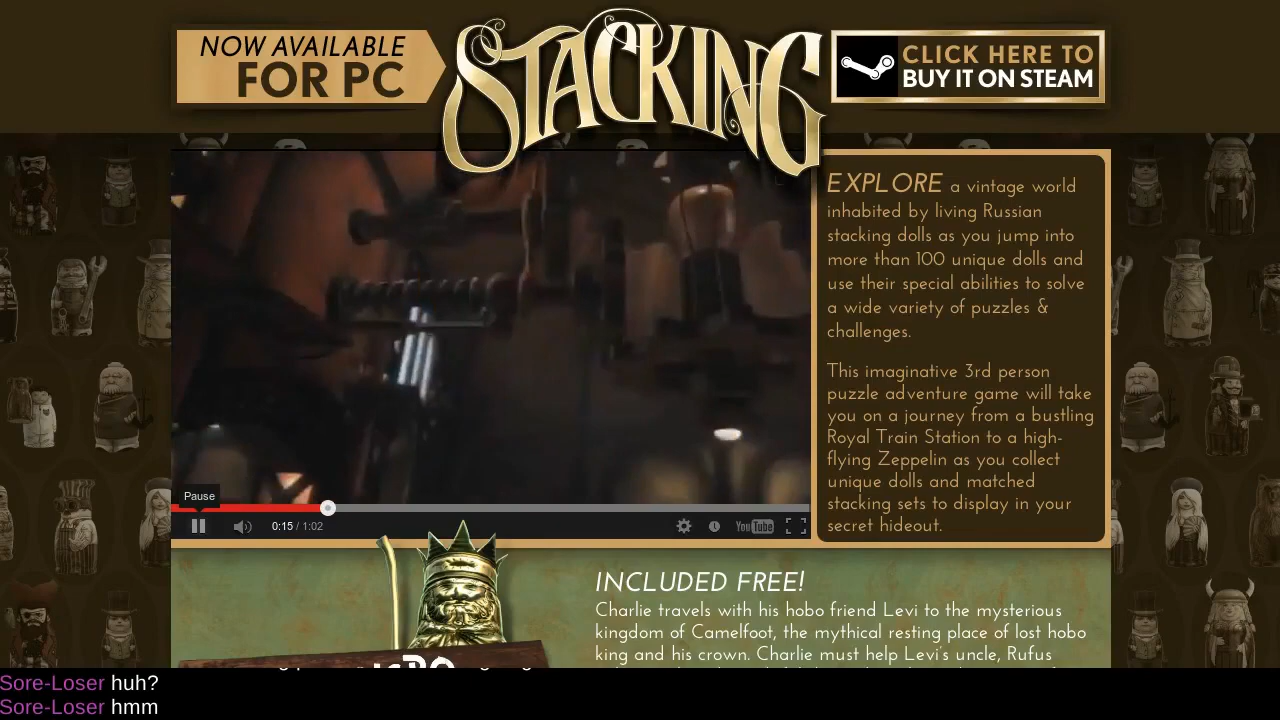 NOW AVAILABLE
FOR PC
STACKING
CLICK HERE TO
BUY IT ON STEAM
EXPLORE a vintage world
inhabited by living Russian
stacking dolls as you jump into
more than 100 unique dolls and
use their special abilities to solve
a wide variety of puzzles &
challenges.
This imaginative 3rd person
puzzle adventure game will take
you on a journey from a bustling
Royal Train Station to a high-
flying Zeppelin as you collect
unique dolls and matched
stacking sets to display in your
secret hideout.
Pause
0:15 / 1:02
YouTube
INCLUDED FREE!
Charlie travels with his hobo friend Levi to the mysterious
kingdom of Camelfoot, the mythical resting place of lost hobo
king and his crown. Charlie must help Levi's uncle, Rufus
Sore-Loser huh?
Sore-Loser hmm